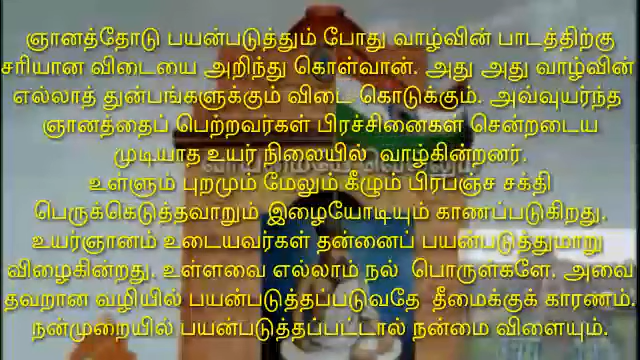 ஞானத்தோடு பயன்படுத்தும் போது வாழ்வின் பாடத்திற்கு
சரியான விடையை அறிந்து கொள்வான். அது அது வாழ்வின்
எல்லாத் துன்பங்களுக்கும் விடை கொடுக்கும். அவ்வுயர்ந்த
ஞானத்தைப் பெற்றவர்கள் பிரச்சினைகள் சென்றடைய
முடியாத உயர் நிலையில் வாழ்கின்றனர்.
உள்ளும் புறமும் மேலும் கீழும் பிரபஞ்ச சக்தி
பெருக்கெடுத்தவாறும் இழையோடியும் காணப்படுகிறது.
உயர்ஞானம் உடையவர்கள் தன்னைப் பயன்படுத்துமாறு
விழைகின்றது. உள்ளவை எல்லாம் நல் பொருள்களே. அவை
தவறான வழியில் பயன்படுத்தப்படுவதே தீமைக்குக் காரணம்.
நன்முறையில் பயன்படுத்தப்பட்டால் நன்மை விளையும்.